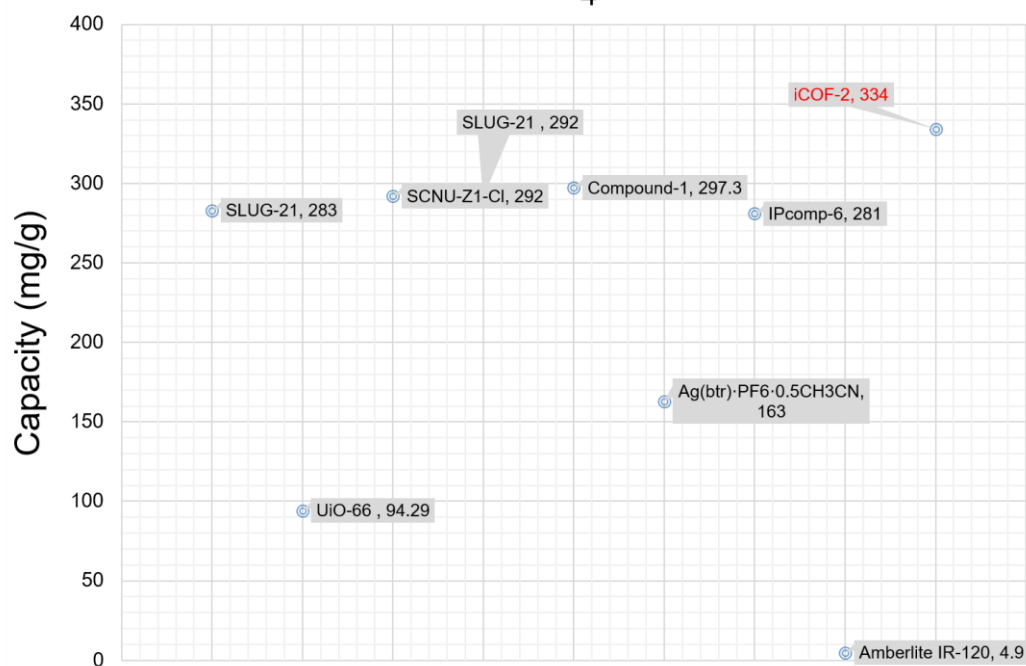 4
400
350
300
250
200
150
100
50
0
Capacity (mg/g)
iCOF-2, 334
SLUG-21 , 292
Compound-1, 297.3
SCNU-Z1-Cl, 292
SLUG-21, 283
IPcomp-6, 281
Ag(btr)·PF6·0.5CH3CN,
163
UiO-66 , 94.29
Amberlite IR-120, 4.9